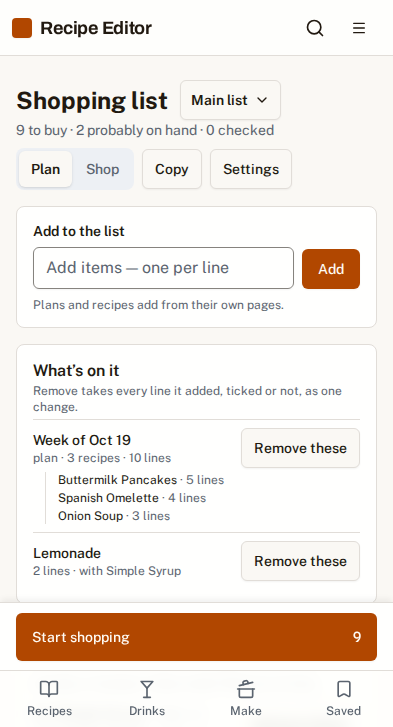 Recipe Editor
Shopping list
Main list
9 to buy · 2 probably on hand · 0 checked
Plan
Shop
Copy
Settings
Add to the list
Add items — one per line
Add
Plans and recipes add from their own pages.
What's on it
Remove takes every line it added, ticked or not, as one
change.
Week of Oct 19
plan · 3 recipes · 10 lines
Remove these
Buttermilk Pancakes · 5 lines
Spanish Omelette · 4 lines
Onion Soup · 3 lines
Lemonade
2 lines · with Simple Syrup
Remove these
Start shopping
9
Recipes
Drinks
Make
Saved